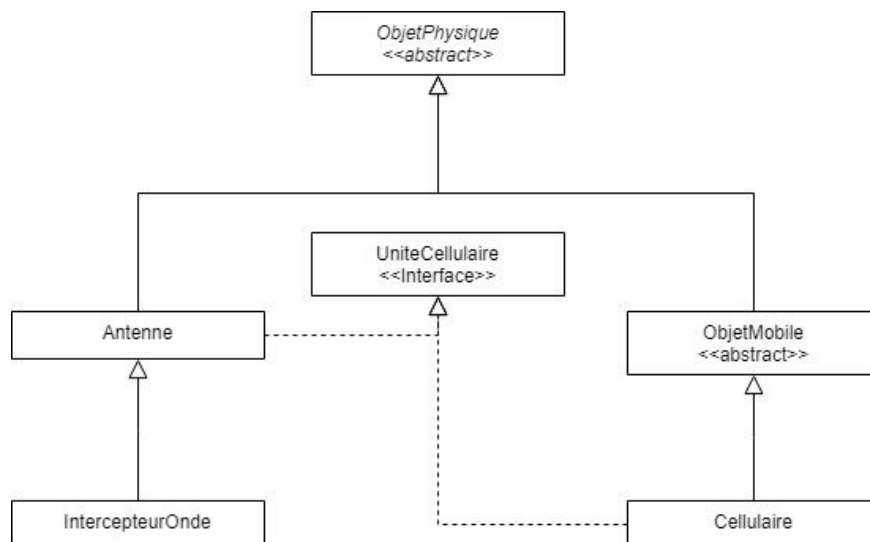 ObjetPhysique
<<abstract>>
UniteCellulaire
<<Interface>>
Antenne
ObjetMobile
<<abstract>>
IntercepteurOnde
Cellulaire